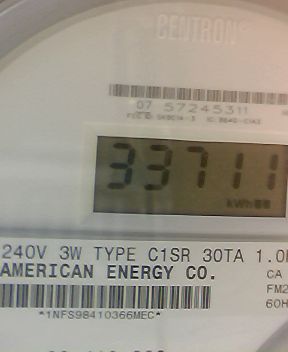 CENTRON
07 57245311
33711
kWh
240V 3W TYPE C1SR 30TA 1.0
AMERICAN ENERGY CO.
CA
FM2
60H
*1NFS98410366MEC*